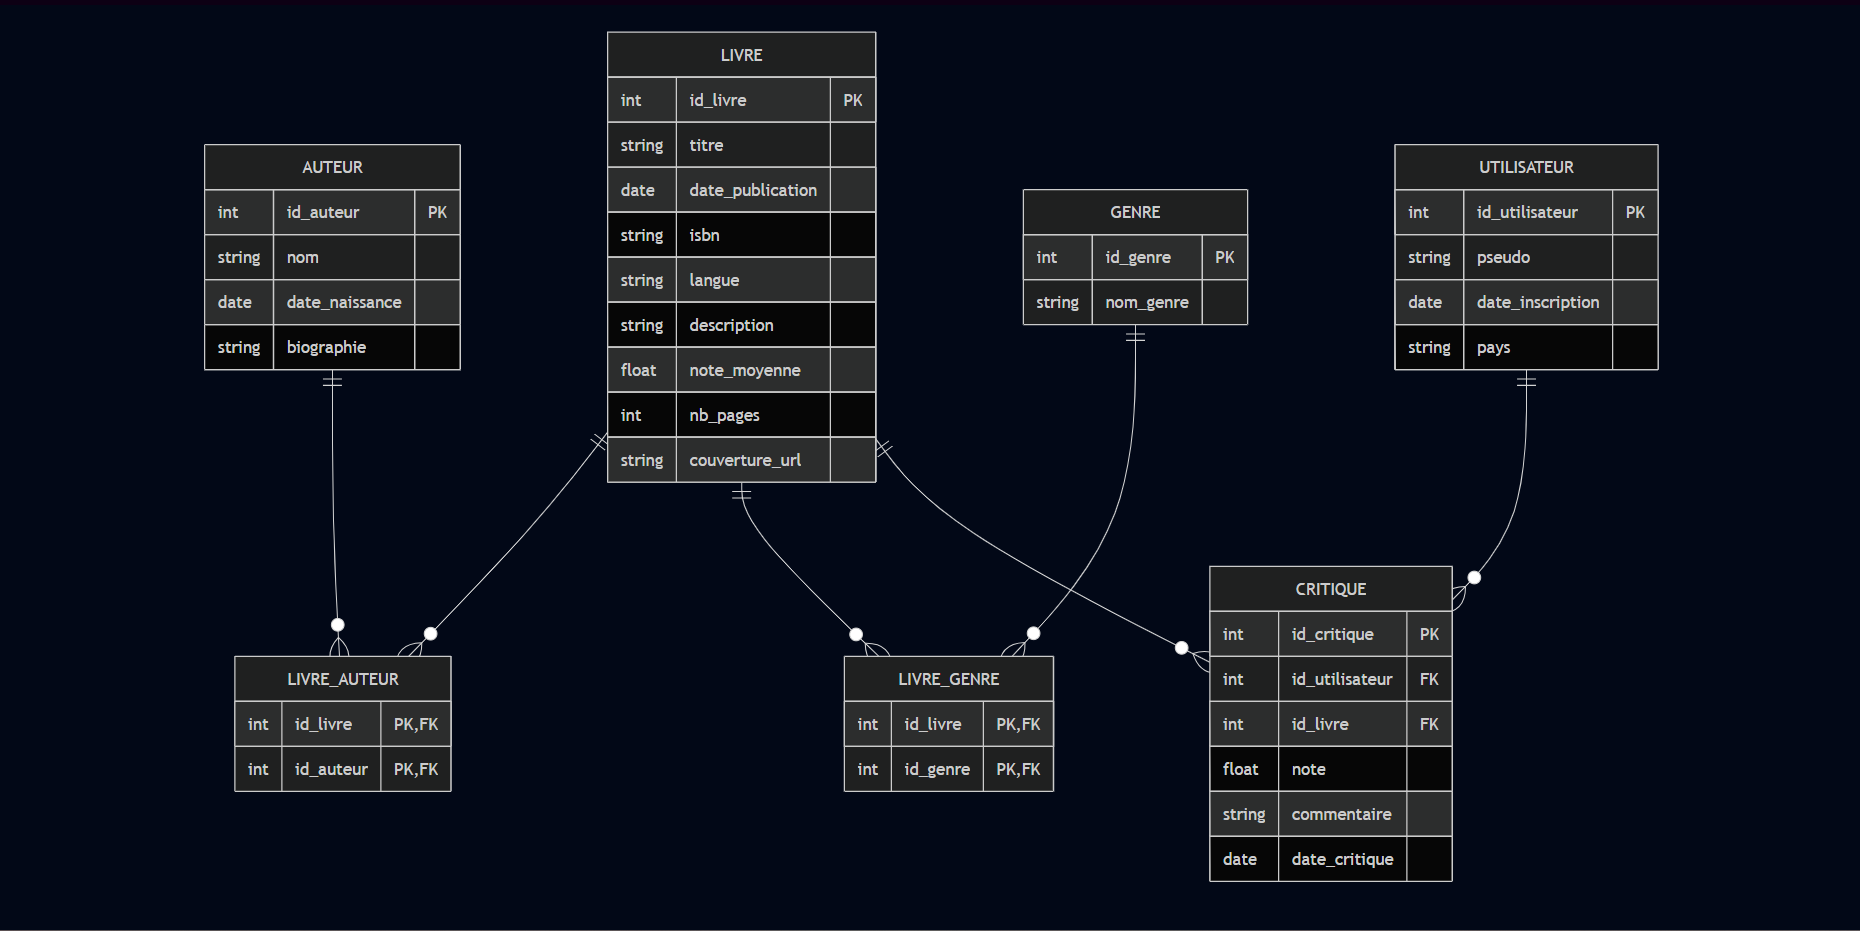 LIVRE
int id_livre PK
string titre
date date_publication
string isbn
string langue
string description
float note_moyenne
int nb_pages
string couverture_url
AUTEUR
int id_auteur PK
string nom
date date_naissance
string biographie
GENRE
int id_genre PK
string nom_genre
UTILISATEUR
int id_utilisateur PK
string pseudo
date date_inscription
string pays
LIVRE_AUTEUR
int id_livre PK,FK
int id_auteur PK,FK
LIVRE_GENRE
int id_livre PK,FK
int id_genre PK,FK
CRITIQUE
int id_critique PK
int id_utilisateur FK
int id_livre FK
float note
string commentaire
date date_critique